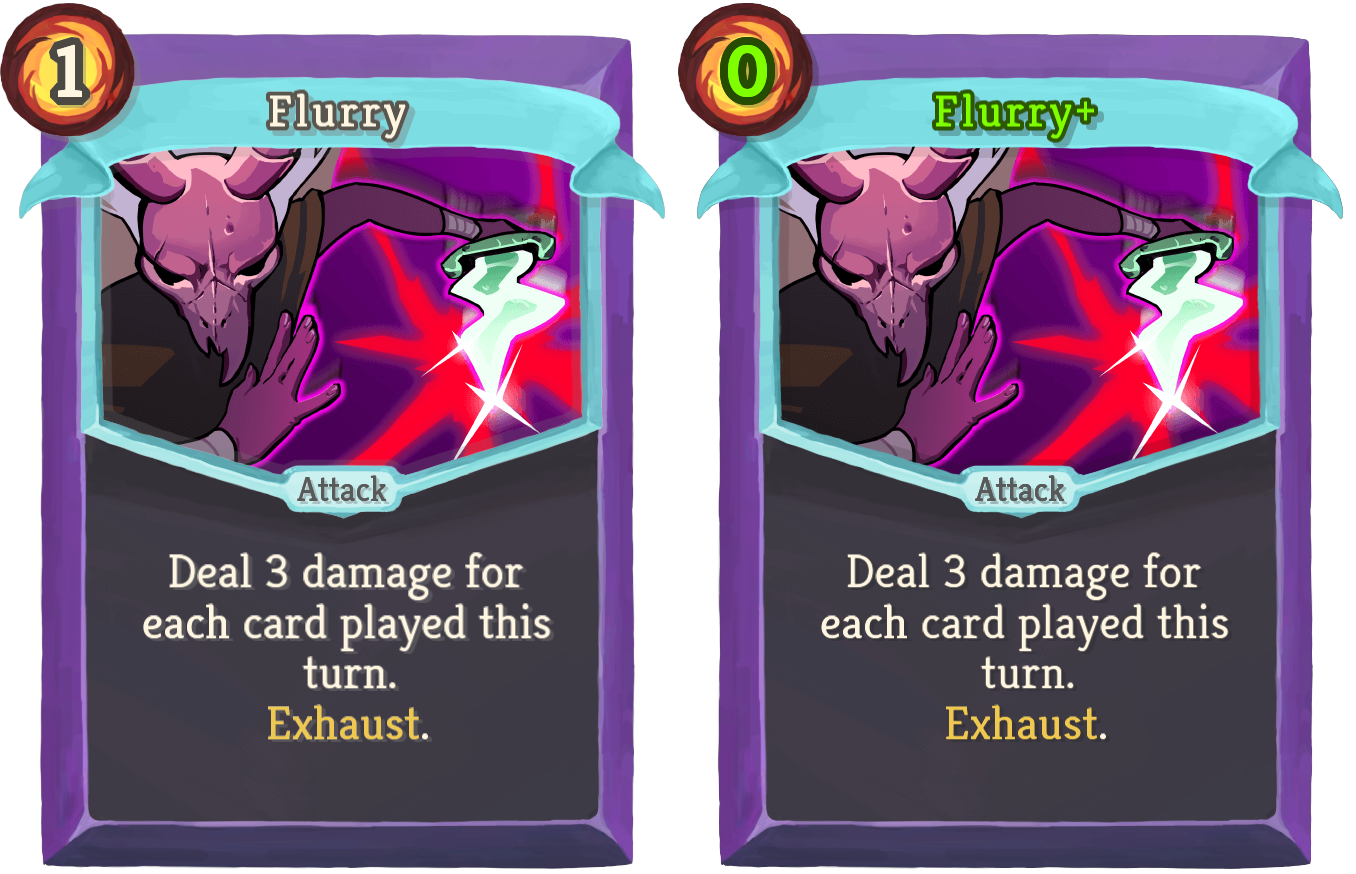 1
Flurry
Attack
Deal 3 damage for
each card played this
turn.
Exhaust.
0
Flurry+
Attack
Deal 3 damage for
each card played this
turn.
Exhaust.